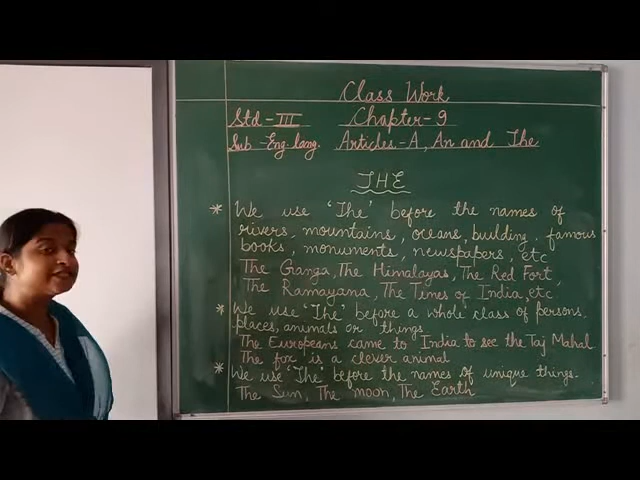 Class Work
Std - III Chapter - 9
Sub - Eng. Lang. Articles - A, An and The
THE
* We use 'The' before the names of
rivers, mountains, oceans, building, famous
books, monuments, newspapers, etc
The Ganga, The Himalayas, The Red Fort,
The Ramayana, The Times of India, etc
* We use 'The' before a whole class of persons,
places, animals or things.
The Europeans came to India to see the Taj Mahal.
The fox is a clever animal
* We use 'The' before the names of unique things.
The Sun, The moon, The Earth